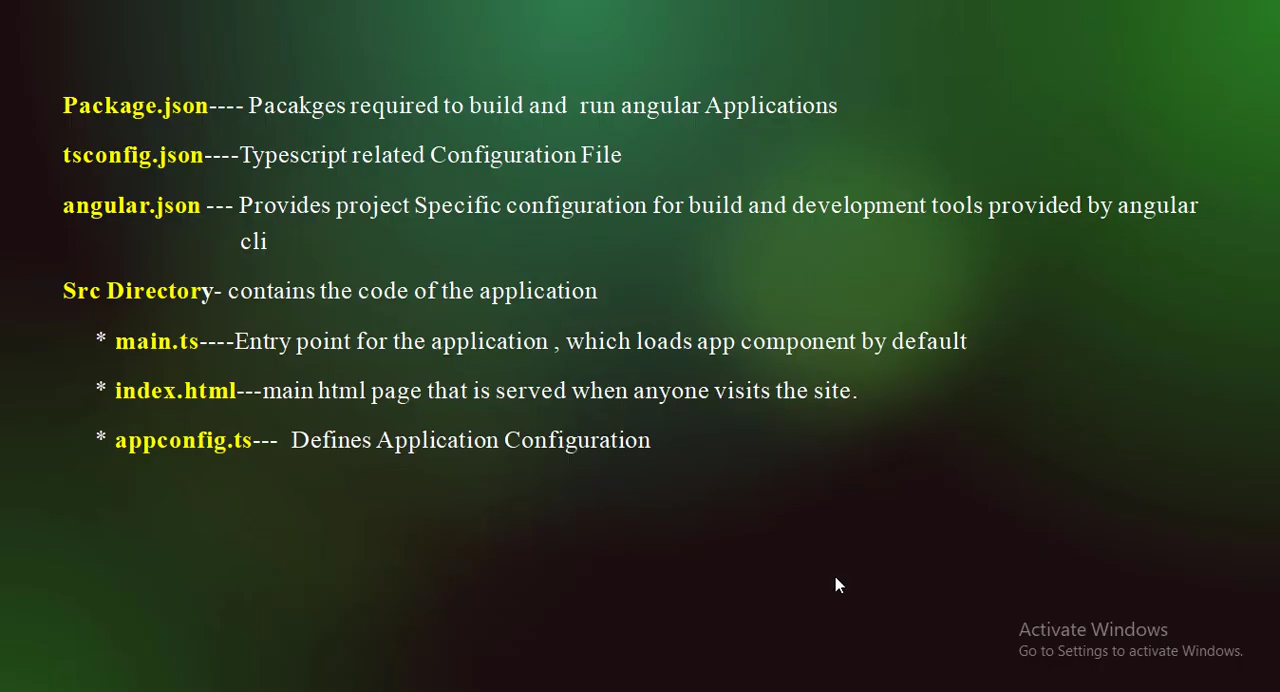 Package.json---- Pacakges required to build and run angular Applications
tsconfig.json----Typescript related Configuration File
angular.json --- Provides project Specific configuration for build and development tools provided by angular
cli
Src Directory- contains the code of the application
* main.ts----Entry point for the application , which loads app component by default
* index.html---main html page that is served when anyone visits the site.
* appconfig.ts--- Defines Application Configuration
Activate Windows
Go to Settings to activate Windows.